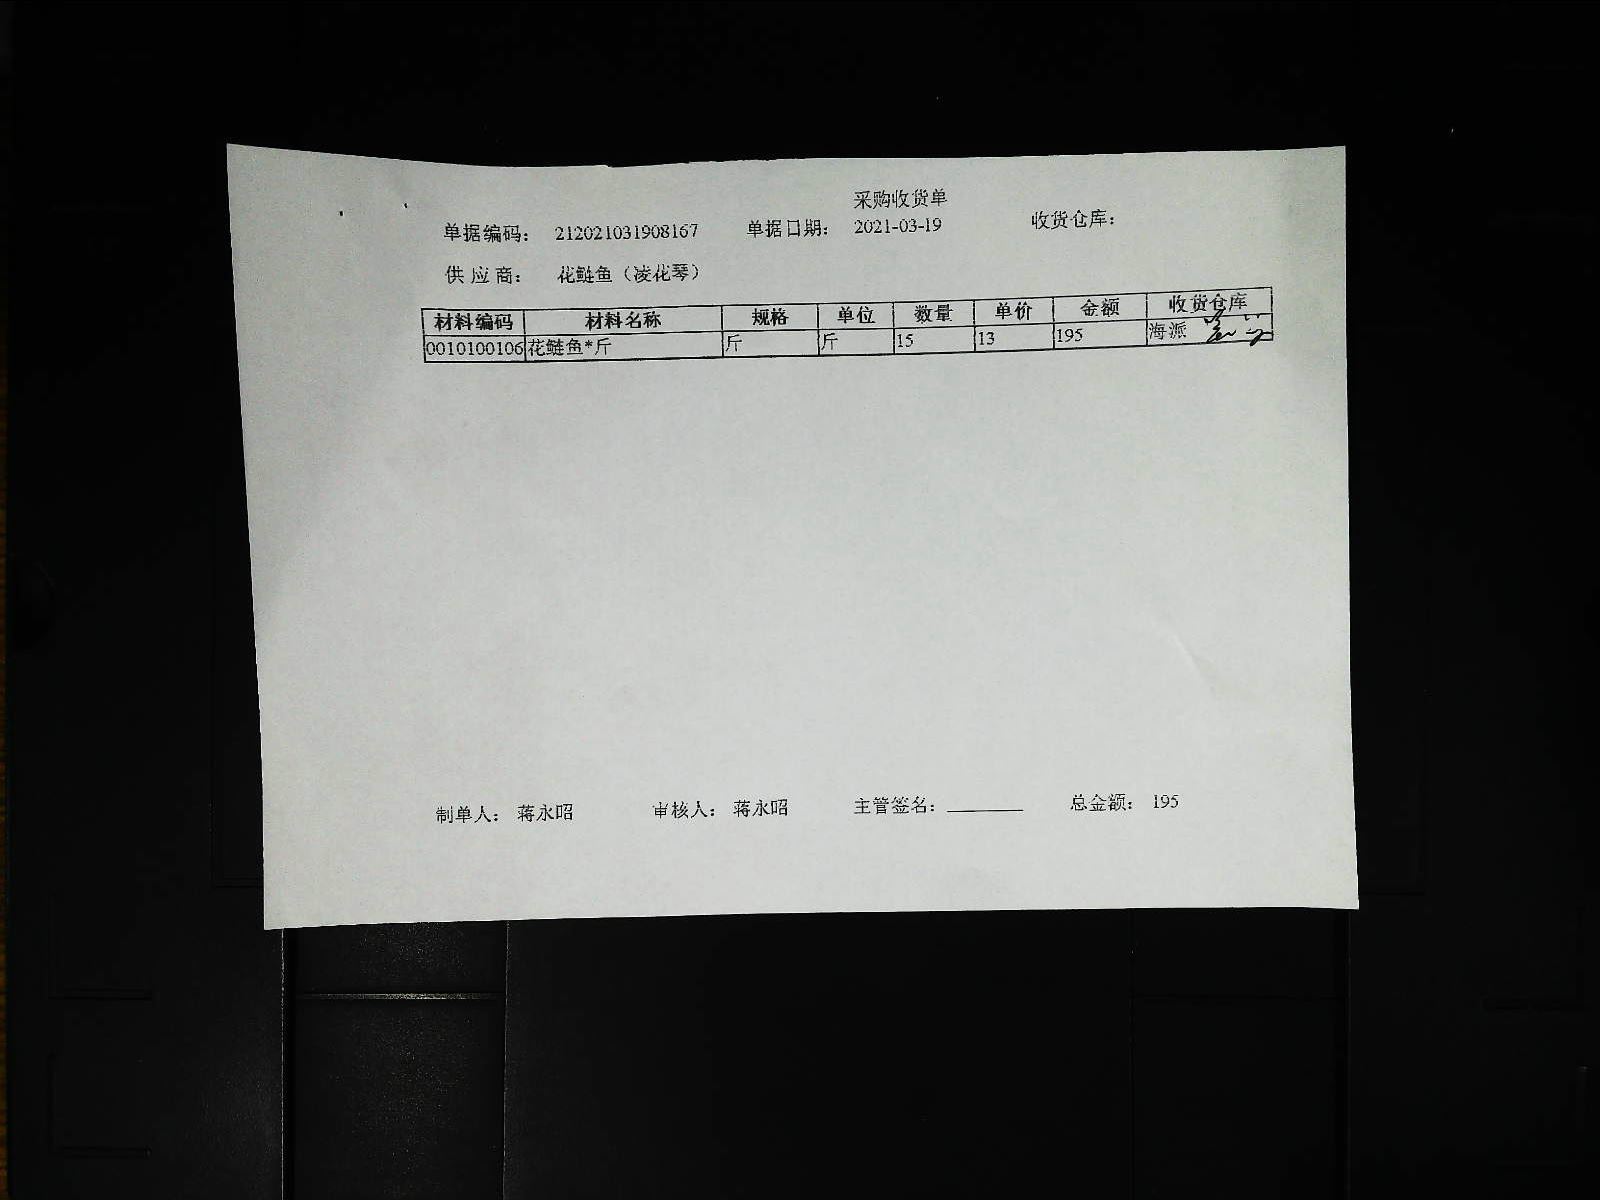 采购收货单
单据编码： 212021031908167 单据日期： 2021-03-19 收货仓库：
供应商： 花鲢鱼（凌花琴）
材料编码 材料名称 规格 单位 数量 单价 金额 收货仓库
0010100106 花鲢鱼*斤 斤 斤 15 13 195 海派
制单人： 蒋永昭 审核人： 蒋永昭 主管签名：________ 总金额： 195